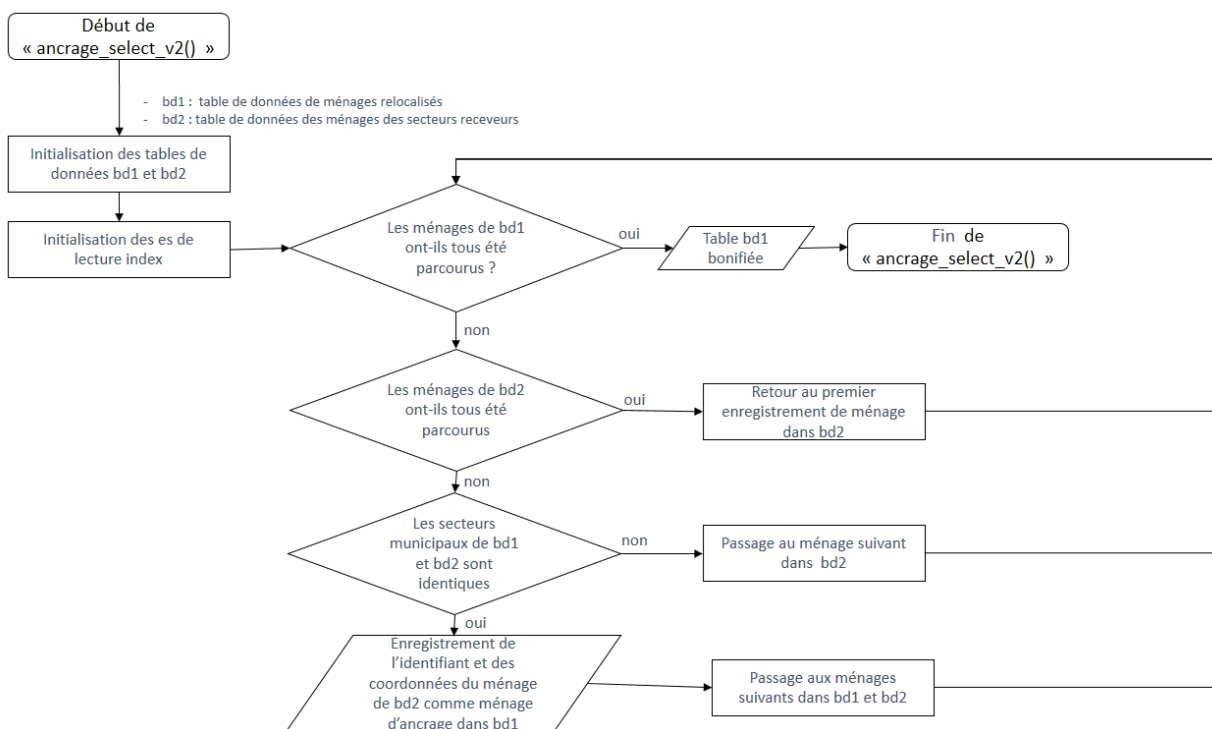 Début de
« ancrage_select_v2() »
- bd1 : table de données de ménages relocalisés
- bd2 : table de données des ménages des secteurs receveurs
Initialisation des tables de
données bd1 et bd2
Initialisation des es de
lecture index
Les ménages de bd1
ont-ils tous été
parcourus ?
oui
Table bd1
bonifiée
Fin de
« ancrage_select_v2() »
non
Les ménages de bd2
ont-ils tous été
parcourus
oui
Retour au premier
enregistrement de ménage
dans bd2
non
Les secteurs
municipaux de bd1
et bd2 sont
identiques
non
Passage au ménage suivant
dans bd2
oui
Enregistrement de
l'identifiant et des
coordonnées du ménage
de bd2 comme ménage
d'ancrage dans bd1
Passage aux ménages
suivants dans bd1 et bd2